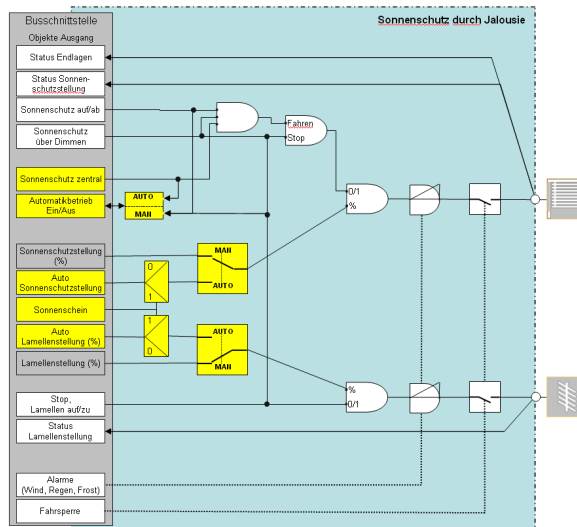 Busschnittstelle
Sonnenschutz durch Jalousie
Objekte Ausgang
Status Endlagen
Status Sonnen-
schutzstellung
Sonnenschutz auf/ab
Sonnenschutz
über Dimmen
Fahren
Stop
Sonnenschutz zentral
Automatikbetrieb
Ein/Aus
AUTO
MAN
0/1
%
Sonnenschutzstellung
(%)
MAN
AUTO
Auto
Sonnenschutzstellung
0
1
Sonnenschein
Auto
Lamellenstellung (%)
1
0
AUTO
MAN
Lamellenstellung (%)
%
0/1
Stop,
Lamellen auf/zu
Status
Lamellenstellung
Alarme
(Wind, Regen, Frost)
Fahrsperre